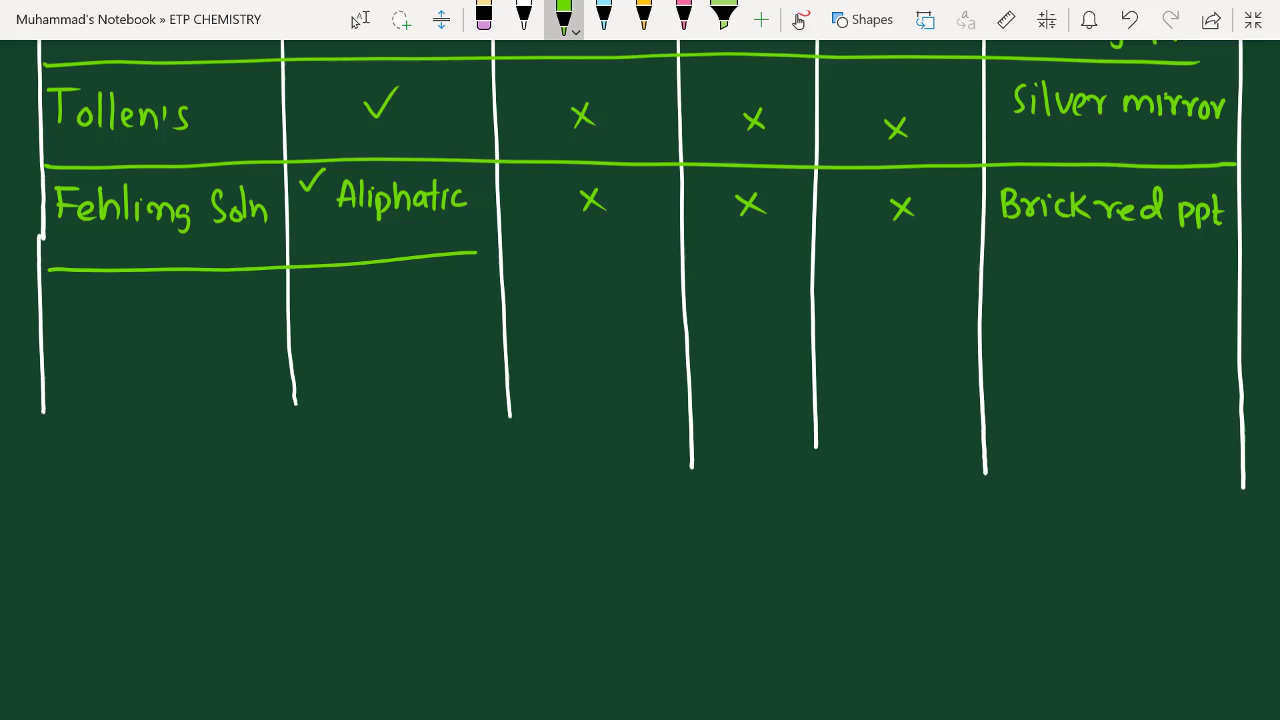 Muhammad's Notebook » ETP CHEMISTRY
Shapes
Tollen's ✓ × × × Silver mirror
Fehling Soln ✓ Aliphatic × × × Brick red ppt